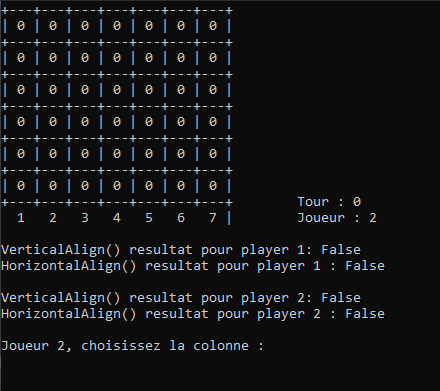 +---+---+---+---+---+---+---+
| 0 | 0 | 0 | 0 | 0 | 0 | 0 |
+---+---+---+---+---+---+---+
| 0 | 0 | 0 | 0 | 0 | 0 | 0 |
+---+---+---+---+---+---+---+
| 0 | 0 | 0 | 0 | 0 | 0 | 0 |
+---+---+---+---+---+---+---+
| 0 | 0 | 0 | 0 | 0 | 0 | 0 |
+---+---+---+---+---+---+---+
| 0 | 0 | 0 | 0 | 0 | 0 | 0 |
+---+---+---+---+---+---+---+
| 0 | 0 | 0 | 0 | 0 | 0 | 0 |
+---+---+---+---+---+---+---+        Tour : 0
  1   2   3   4   5   6   7 |        Joueur : 2
VerticalAlign() resultat pour player 1: False
HorizontalAlign() resultat pour player 1 : False
VerticalAlign() resultat pour player 2: False
HorizontalAlign() resultat pour player 2 : False
Joueur 2, choisissez la colonne :